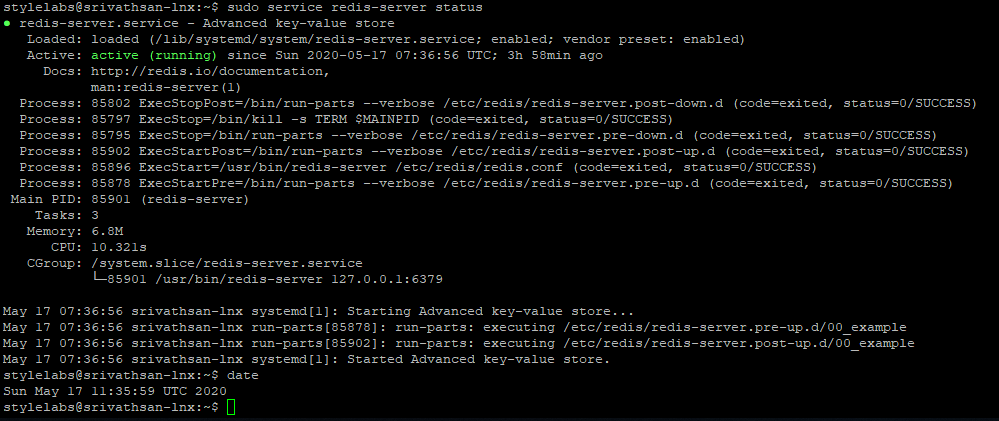 stylelabs@srivathsan-lnx:~$ sudo service redis-server status
● redis-server.service - Advanced key-value store
   Loaded: loaded (/lib/systemd/system/redis-server.service; enabled; vendor preset: enabled)
   Active: active (running) since Sun 2020-05-17 07:36:56 UTC; 3h 58min ago
     Docs: http://redis.io/documentation,
           man:redis-server(1)
  Process: 85802 ExecStopPost=/bin/run-parts --verbose /etc/redis/redis-server.post-down.d (code=exited, status=0/SUCCESS)
  Process: 85797 ExecStop=/bin/kill -s TERM $MAINPID (code=exited, status=0/SUCCESS)
  Process: 85795 ExecStop=/bin/run-parts --verbose /etc/redis/redis-server.pre-down.d (code=exited, status=0/SUCCESS)
  Process: 85902 ExecStartPost=/bin/run-parts --verbose /etc/redis/redis-server.post-up.d (code=exited, status=0/SUCCESS)
  Process: 85896 ExecStart=/usr/bin/redis-server /etc/redis/redis.conf (code=exited, status=0/SUCCESS)
  Process: 85878 ExecStartPre=/bin/run-parts --verbose /etc/redis/redis-server.pre-up.d (code=exited, status=0/SUCCESS)
 Main PID: 85901 (redis-server)
    Tasks: 3
   Memory: 6.8M
      CPU: 10.321s
   CGroup: /system.slice/redis-server.service
           └─85901 /usr/bin/redis-server 127.0.0.1:6379

May 17 07:36:56 srivathsan-lnx systemd[1]: Starting Advanced key-value store...
May 17 07:36:56 srivathsan-lnx run-parts[85878]: run-parts: executing /etc/redis/redis-server.pre-up.d/00_example
May 17 07:36:56 srivathsan-lnx run-parts[85902]: run-parts: executing /etc/redis/redis-server.post-up.d/00_example
May 17 07:36:56 srivathsan-lnx systemd[1]: Started Advanced key-value store.
stylelabs@srivathsan-lnx:~$ date
Sun May 17 11:35:59 UTC 2020
stylelabs@srivathsan-lnx:~$